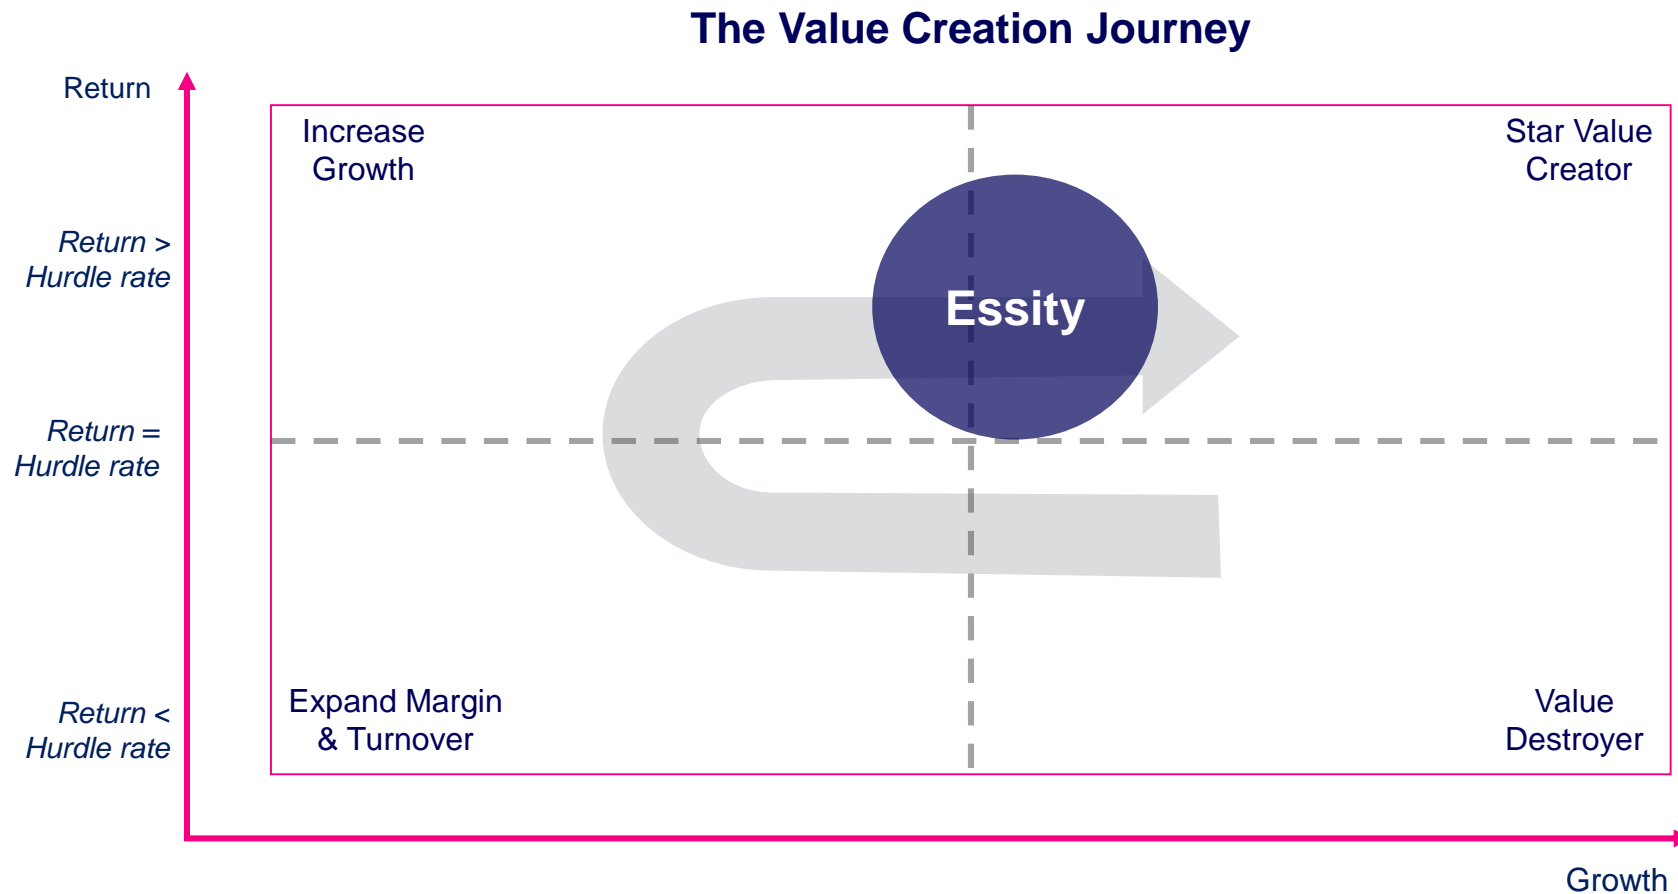 The Value Creation Journey
Return
Increase
Growth
Star Value
Creator
Return >
Hurdle rate
Essity
Return =
Hurdle rate
Expand Margin
& Turnover
Value
Destroyer
Return <
Hurdle rate
Growth